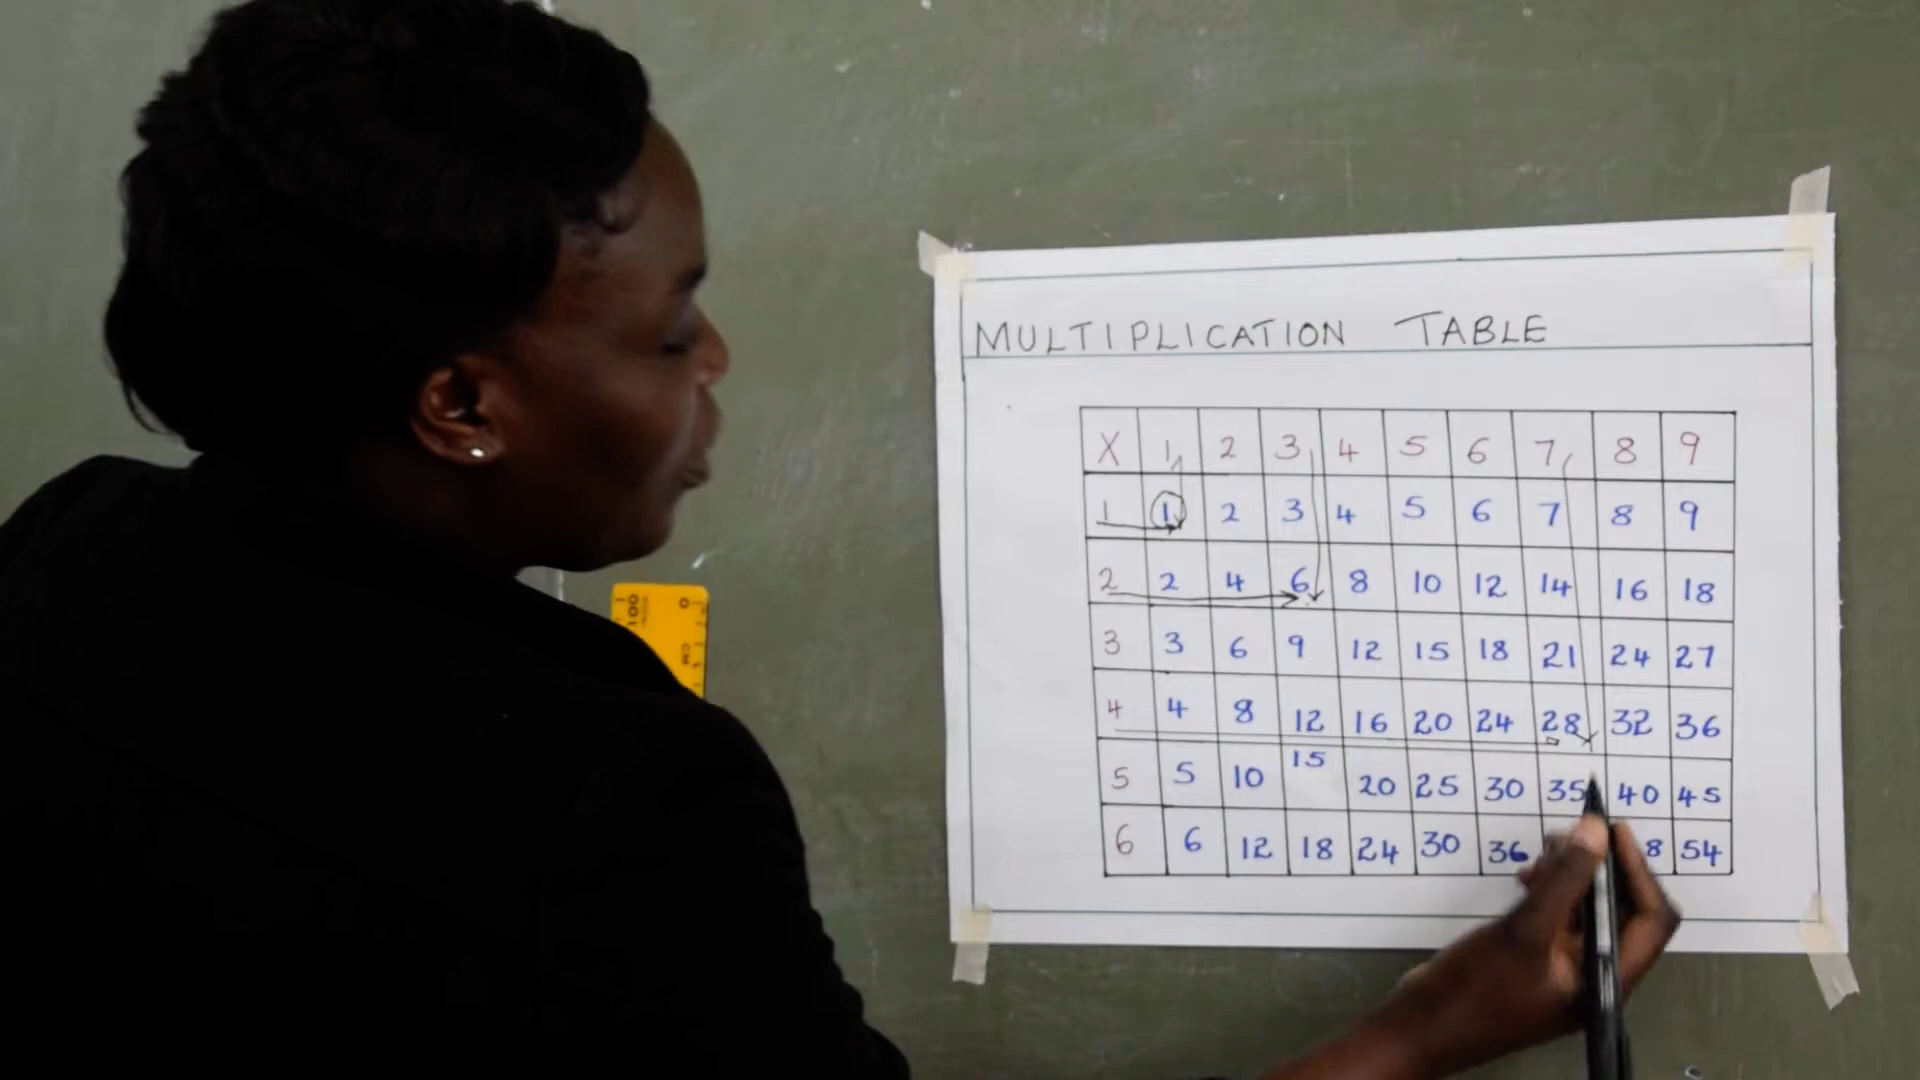 MULTIPLICATION TABLE
X 1 2 3 4 5 6 7 8 9
1 1 2 3 4 5 6 7 8 9
2 2 4 6 8 10 12 14 16 18
3 3 6 9 12 15 18 21 24 27
4 4 8 12 16 20 24 28 32 36
5 5 10 15 20 25 30 35 40 45
6 6 12 18 24 30 36 8 54
0
CM